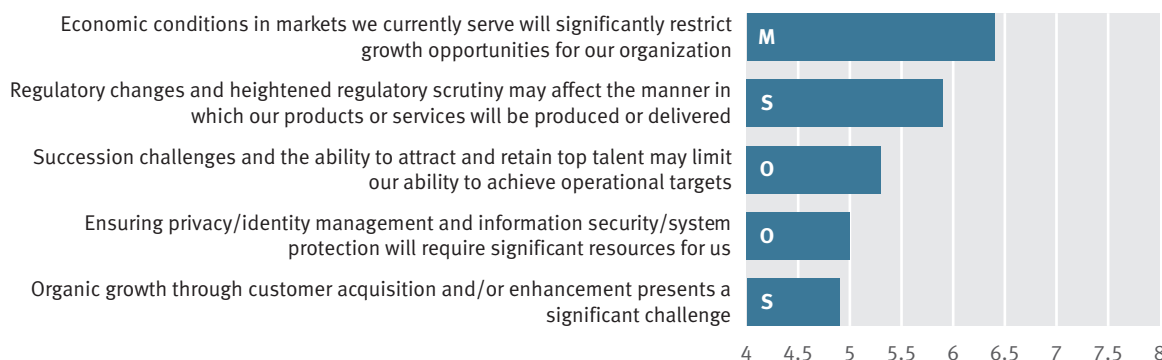 Economic conditions in markets we currently serve will significantly restrict
growth opportunities for our organization
M
Regulatory changes and heightened regulatory scrutiny may affect the manner in
which our products or services will be produced or delivered
S
Succession challenges and the ability to attract and retain top talent may limit
our ability to achieve operational targets
O
Ensuring privacy/identity management and information security/system
protection will require significant resources for us
O
Organic growth through customer acquisition and/or enhancement presents a
significant challenge
S
4 4.5 5 5.5 6 6.5 7 7.5 8